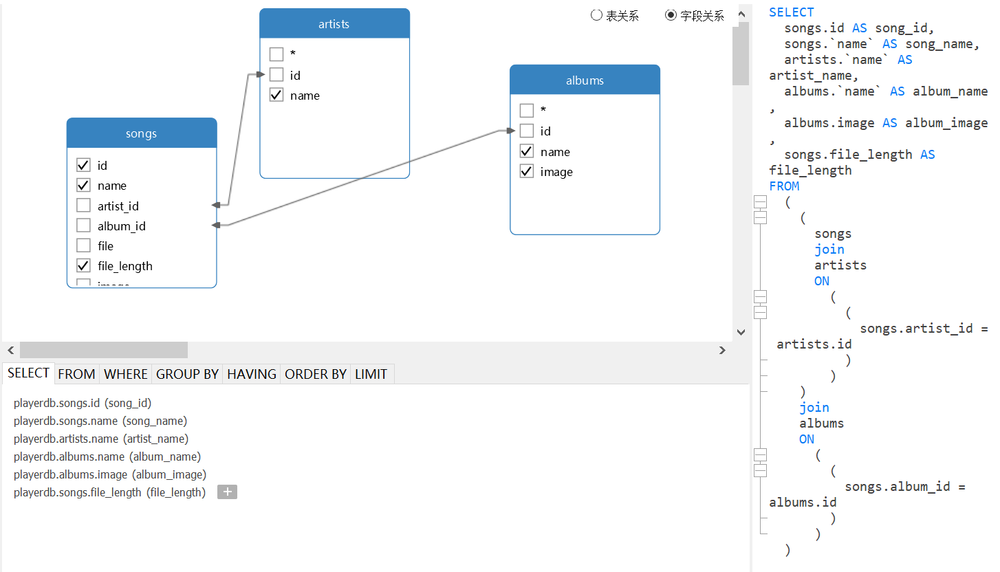 表关系
字段关系
artists
*
id
name
albums
*
id
name
image
songs
id
name
artist_id
album_id
file
file_length
SELECT
FROM
WHERE
GROUP BY
HAVING
ORDER BY
LIMIT
playerdb.songs.id (song_id)
playerdb.songs.name (song_name)
playerdb.artists.name (artist_name)
playerdb.albums.name (album_name)
playerdb.albums.image (album_image)
playerdb.songs.file_length (file_length)
SELECT
songs.id AS song_id,
songs.`name` AS song_name,
artists.`name` AS
artist_name,
albums.`name` AS album_name
,
albums.image AS album_image
,
songs.file_length AS
file_length
FROM
(
(
songs
join
artists
ON
(
(
songs.artist_id =
artists.id
)
)
)
join
albums
ON
(
(
songs.album_id =
albums.id
)
)
)